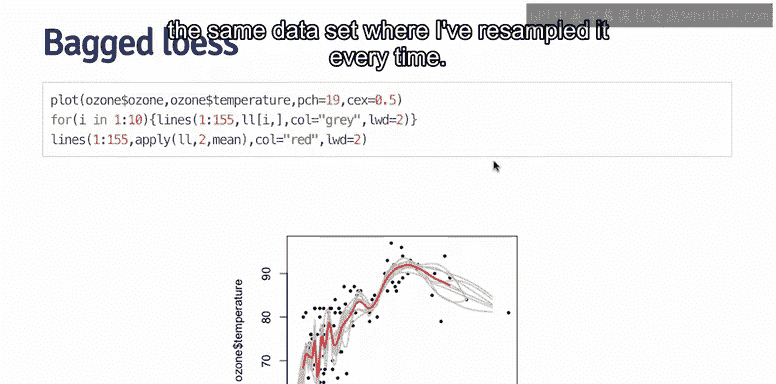 the same data set where I've resampled it
every time.
Bagged loess
plot(ozone$ozone,ozone$temperature,pch=19,cex=0.5)
for(i in 1:10){lines(1:155,ll[i,],col="grey",lwd=2)}
lines(1:155,apply(ll,2,mean),col="red",lwd=2)
ozone$temperature
90
80
70